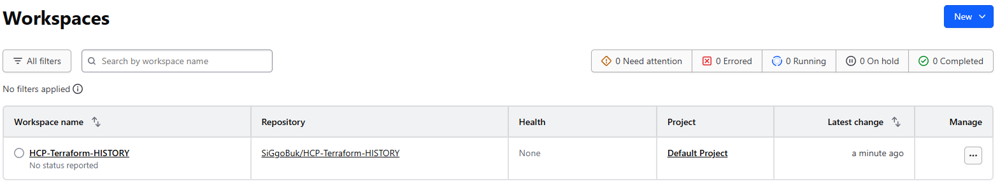 Workspaces
New
All filters
Search by workspace name
0 Need attention
0 Errored
0 Running
0 On hold
0 Completed
No filters applied
Workspace name
Repository
Health
Project
Latest change
Manage
HCP-Terraform-HISTORY
SiGgoBuk/HCP-Terraform-HISTORY
None
Default Project
a minute ago
No status reported